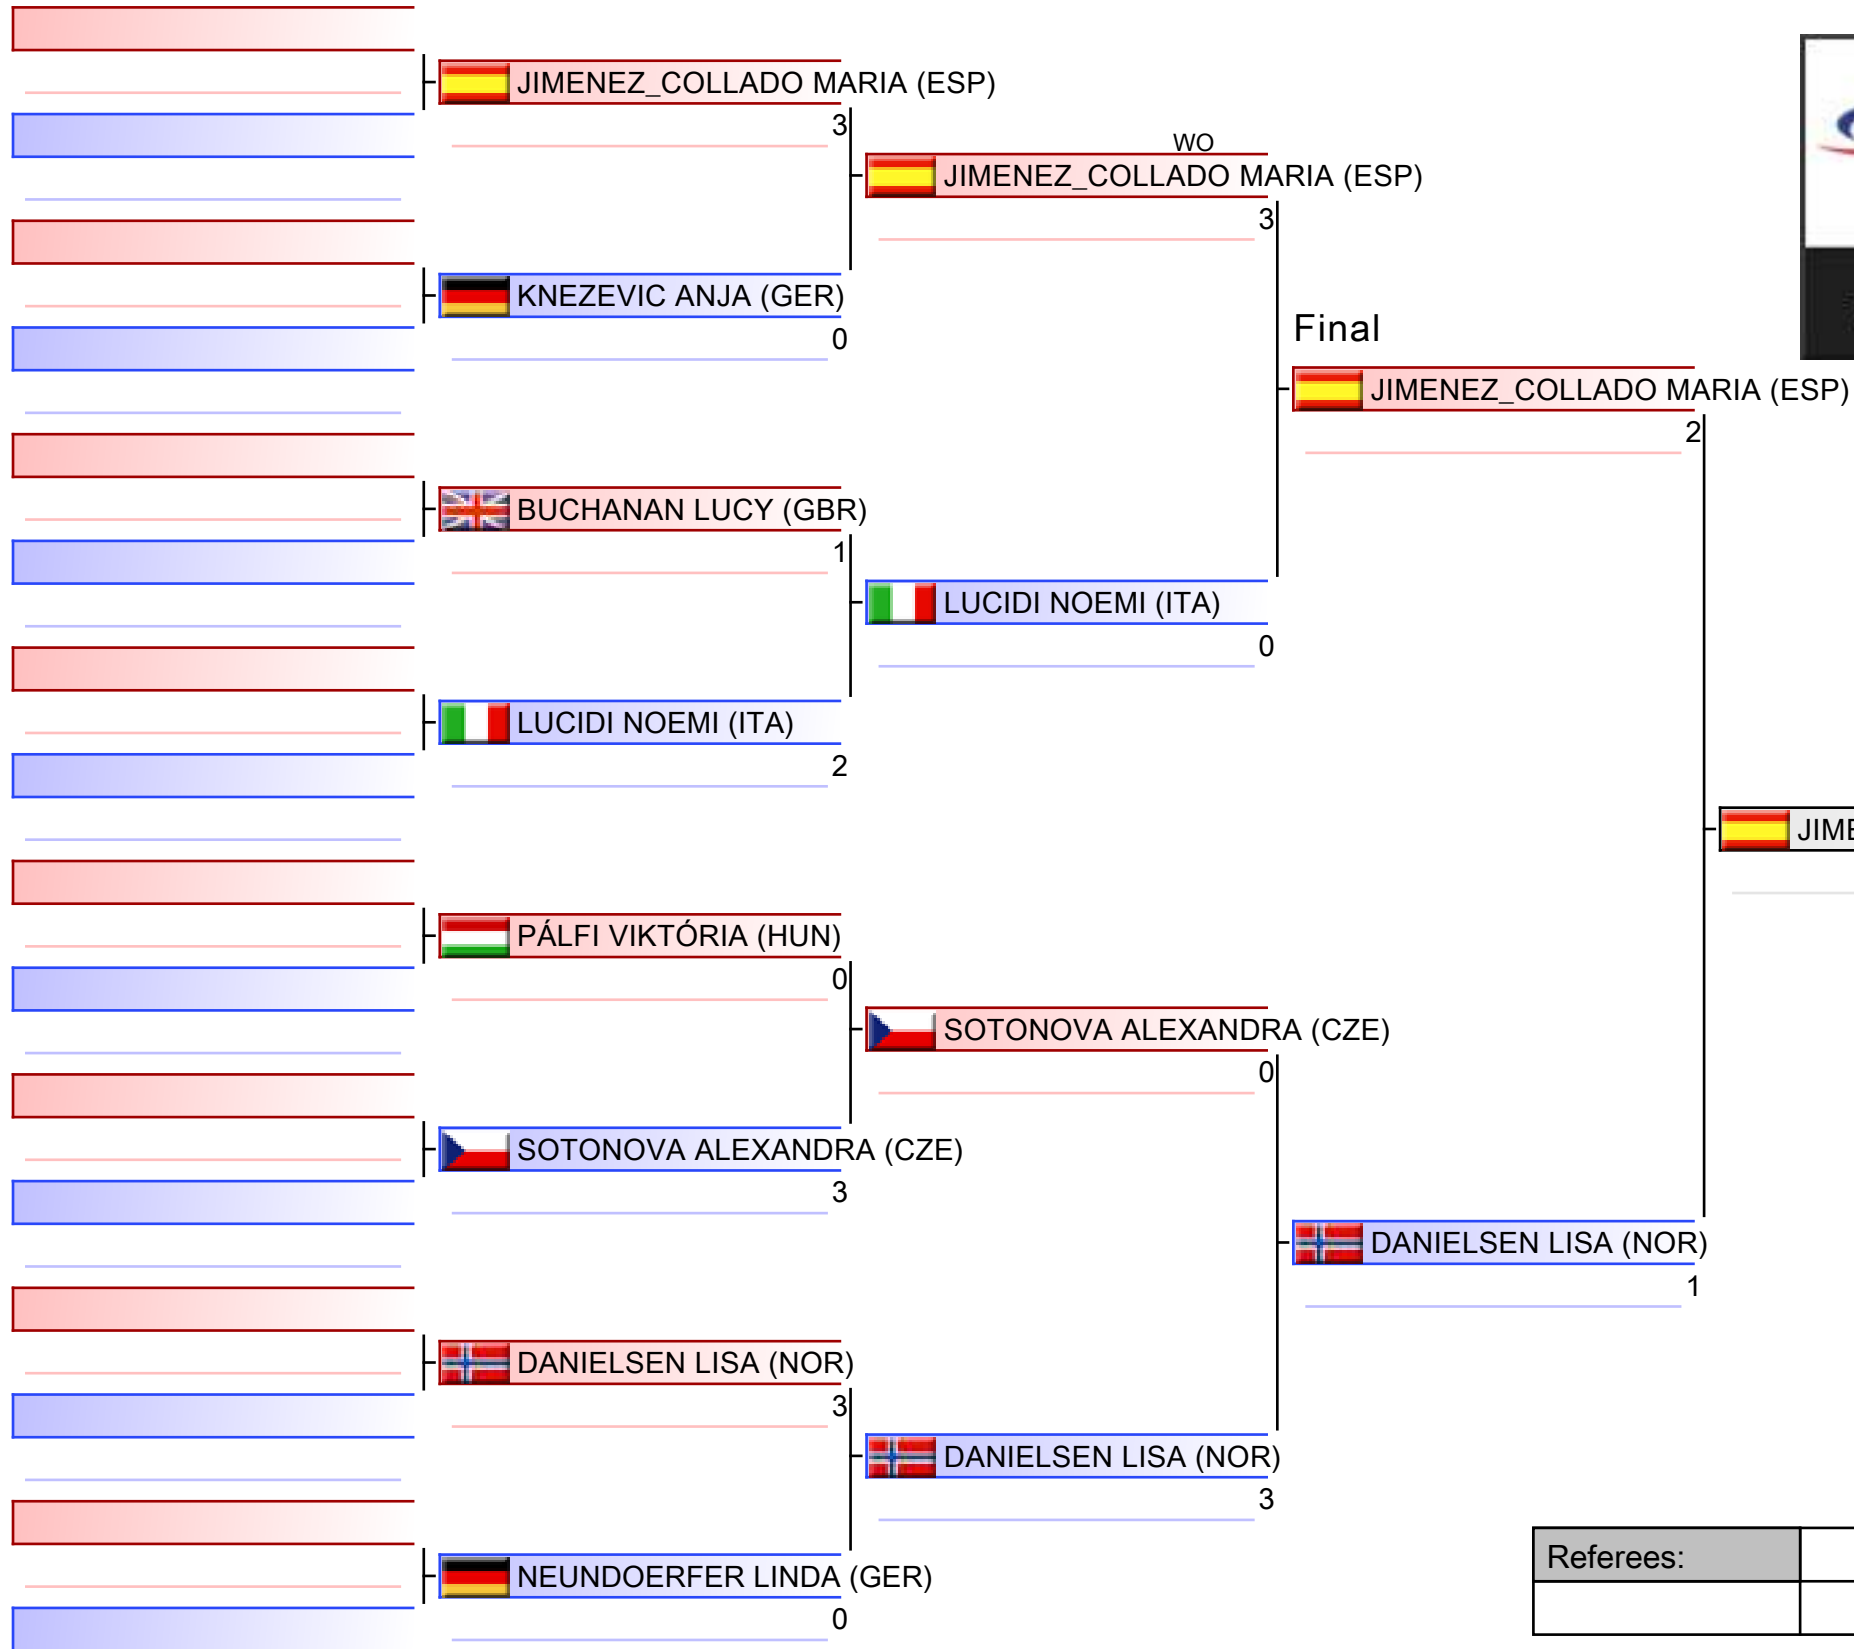 JIMENEZ_COLLADO MARIA (ESP)
3
WO
JIMENEZ_COLLADO MARIA (ESP)
3
KNEZEVIC ANJA (GER)
0
Final
JIMENEZ_COLLADO MARIA (ESP)
2
BUCHANAN LUCY (GBR)
1
LUCIDI NOEMI (ITA)
0
LUCIDI NOEMI (ITA)
2
JIME
PÁLFI VIKTÓRIA (HUN)
0
SOTONOVA ALEXANDRA (CZE)
0
SOTONOVA ALEXANDRA (CZE)
3
DANIELSEN LISA (NOR)
1
DANIELSEN LISA (NOR)
3
DANIELSEN LISA (NOR)
3
NEUNDOERFER LINDA (GER)
0
Referees: